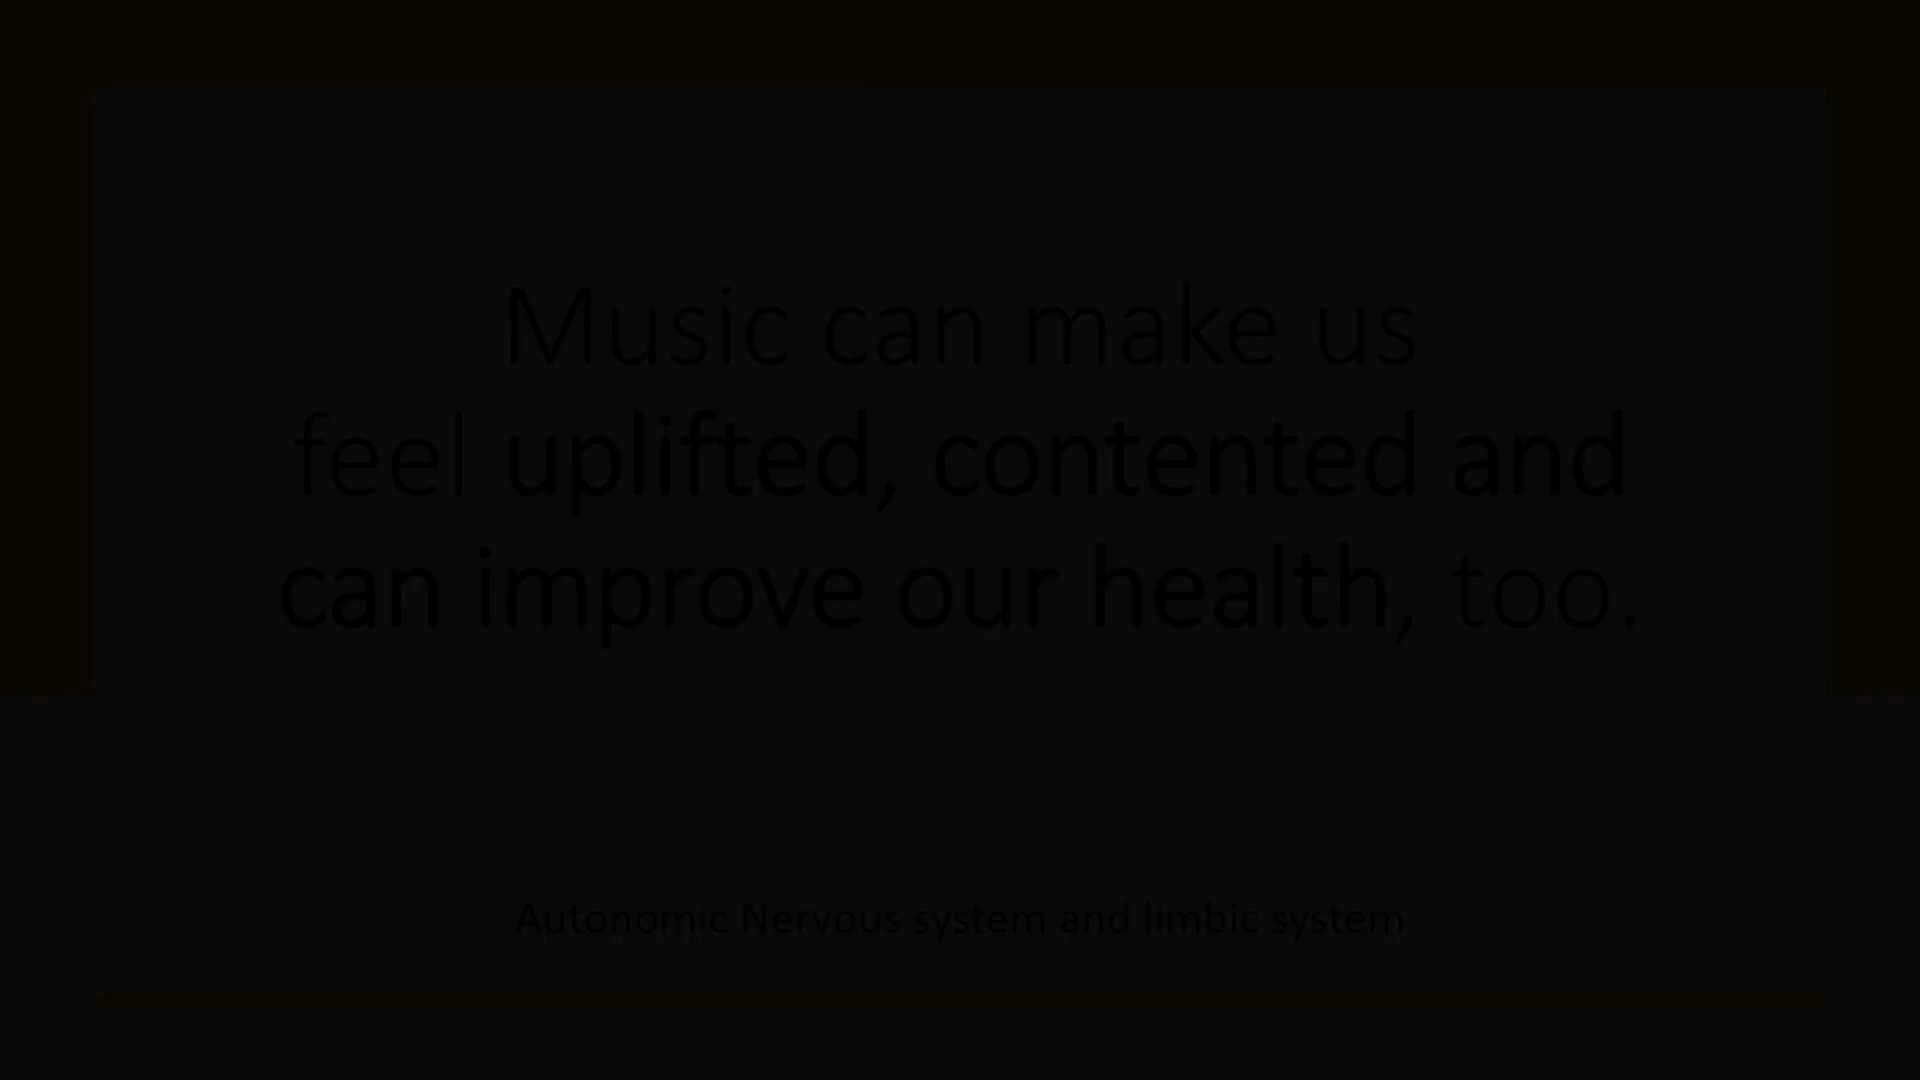 Music can make us
feel uplifted, contented and
can improve our health, too.
Autonomic Nervous system and limbic system